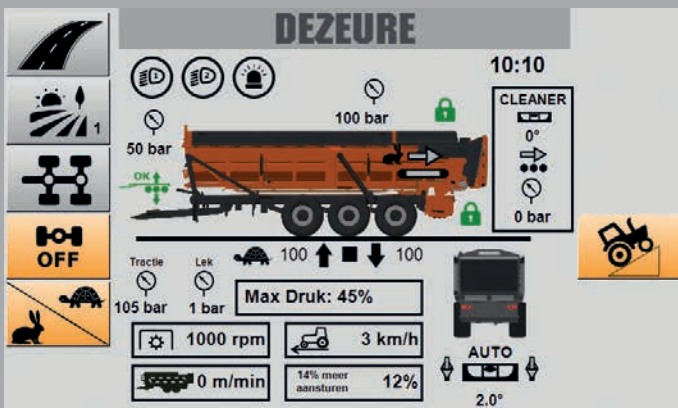 DEZEURE
10:10
1
2
100 bar
50 bar
CLEANER
0°
0 bar
OK
1
OFF
100
100
Tractie
Lek
105 bar
1 bar
Max Druk: 45%
1000 rpm
3 km/h
0 m/min
14% meer
aansturen
12%
AUTO
2.0°